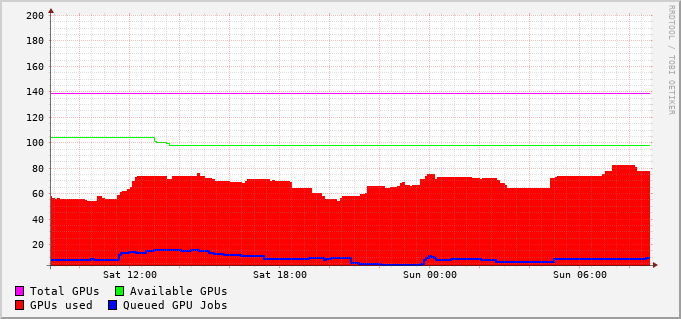 200
180
160
140
120
100
80
60
40
20
Sat 12:00 Sat 18:00 Sun 00:00 Sun 06:00
Total GPUs Available GPUs
GPUs used Queued GPU Jobs
RRDTOOL / TOBI OETIKER